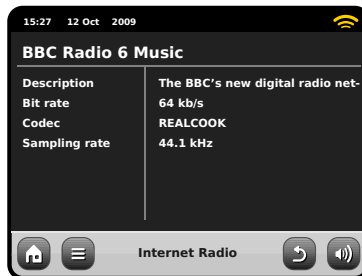 15:27 12 Oct 2009
BBC Radio 6 Music
Description The BBC's new digital radio net-
Bit rate 64 kb/s
Codec REALCOOK
Sampling rate 44.1 kHz
Internet Radio